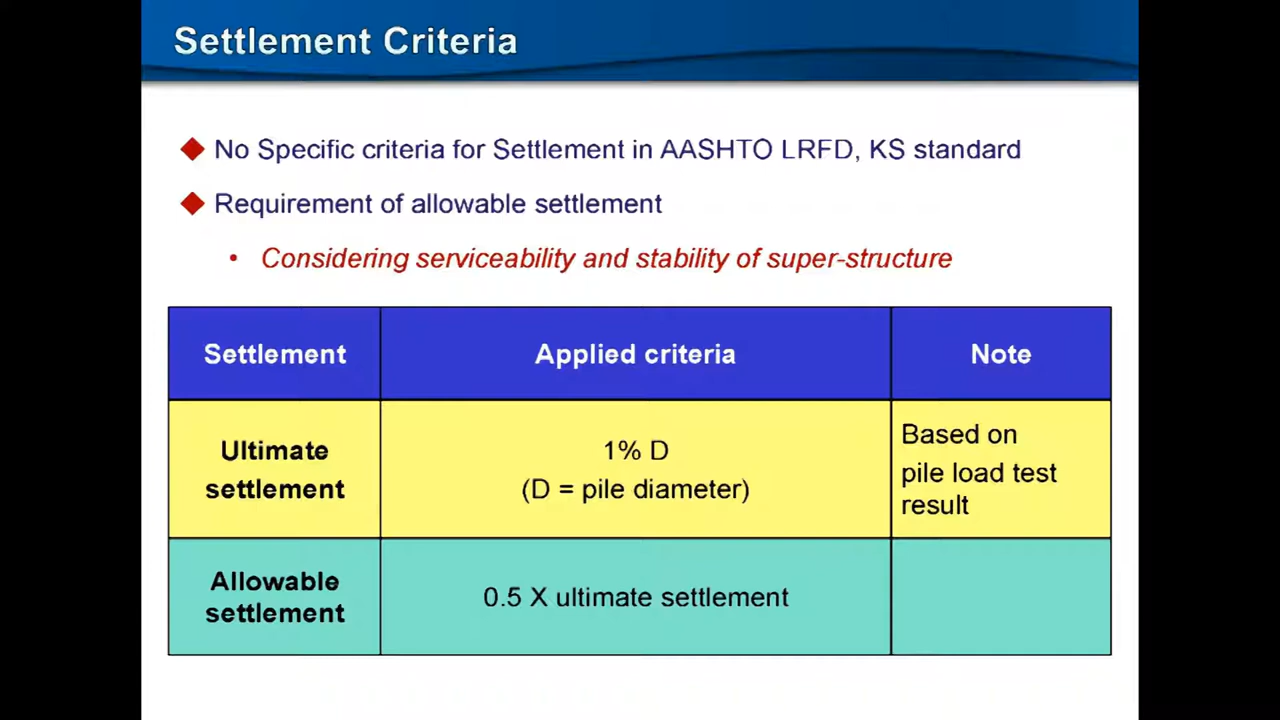 Settlement Criteria
No Specific criteria for Settlement in AASHTO LRFD, KS standard
Requirement of allowable settlement
• Considering serviceability and stability of super-structure
Settlement
Applied criteria
Note
Ultimate
settlement
1% D
(D = pile diameter)
Based on
pile load test
result
Allowable
settlement
0.5 X ultimate settlement